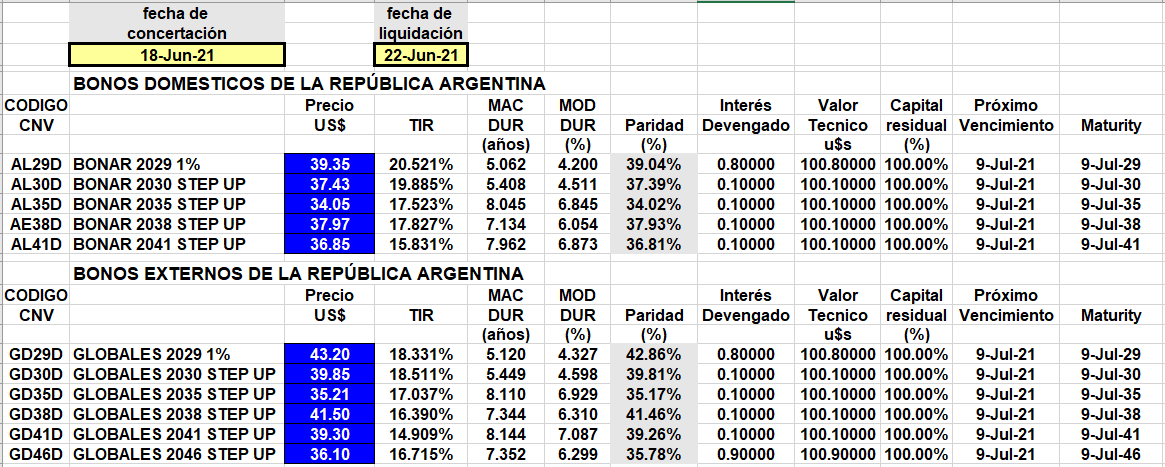 fecha de fecha de
concertación liquidación
18-Jun-21 22-Jun-21
BONOS DOMESTICOS DE LA REPÚBLICA ARGENTINA
CODIGO Precio MAC MOD Interés Valor Capital Próximo
CNV US$ TIR DUR DUR Paridad Devengado Tecnico residual Vencimiento Maturity
(años) (%) (%) u$s (%)
AL29D BONAR 2029 1% 39.35 20.521% 5.062 4.200 39.04% 0.80000 100.80000 100.00% 9-Jul-21 9-Jul-29
AL30D BONAR 2030 STEP UP 37.43 19.885% 5.408 4.511 37.39% 0.10000 100.10000 100.00% 9-Jul-21 9-Jul-30
AL35D BONAR 2035 STEP UP 34.05 17.523% 8.045 6.845 34.02% 0.10000 100.10000 100.00% 9-Jul-21 9-Jul-35
AE38D BONAR 2038 STEP UP 37.97 17.827% 7.134 6.054 37.93% 0.10000 100.10000 100.00% 9-Jul-21 9-Jul-38
AL41D BONAR 2041 STEP UP 36.85 15.831% 7.962 6.873 36.81% 0.10000 100.10000 100.00% 9-Jul-21 9-Jul-41
BONOS EXTERNOS DE LA REPÚBLICA ARGENTINA
CODIGO Precio MAC MOD Interés Valor Capital Próximo
CNV US$ TIR DUR DUR Paridad Devengado Tecnico residual Vencimiento Maturity
(años) (%) (%) u$s (%)
GD29D GLOBALES 2029 1% 43.20 18.331% 5.120 4.327 42.86% 0.80000 100.80000 100.00% 9-Jul-21 9-Jul-29
GD30D GLOBALES 2030 STEP UP 39.85 18.511% 5.449 4.598 39.81% 0.10000 100.10000 100.00% 9-Jul-21 9-Jul-30
GD35D GLOBALES 2035 STEP UP 35.21 17.037% 8.110 6.929 35.17% 0.10000 100.10000 100.00% 9-Jul-21 9-Jul-35
GD38D GLOBALES 2038 STEP UP 41.50 16.390% 7.344 6.310 41.46% 0.10000 100.10000 100.00% 9-Jul-21 9-Jul-38
GD41D GLOBALES 2041 STEP UP 39.30 14.909% 8.144 7.087 39.26% 0.10000 100.10000 100.00% 9-Jul-21 9-Jul-41
GD46D GLOBALES 2046 STEP UP 36.10 16.715% 7.352 6.299 35.78% 0.90000 100.90000 100.00% 9-Jul-21 9-Jul-46